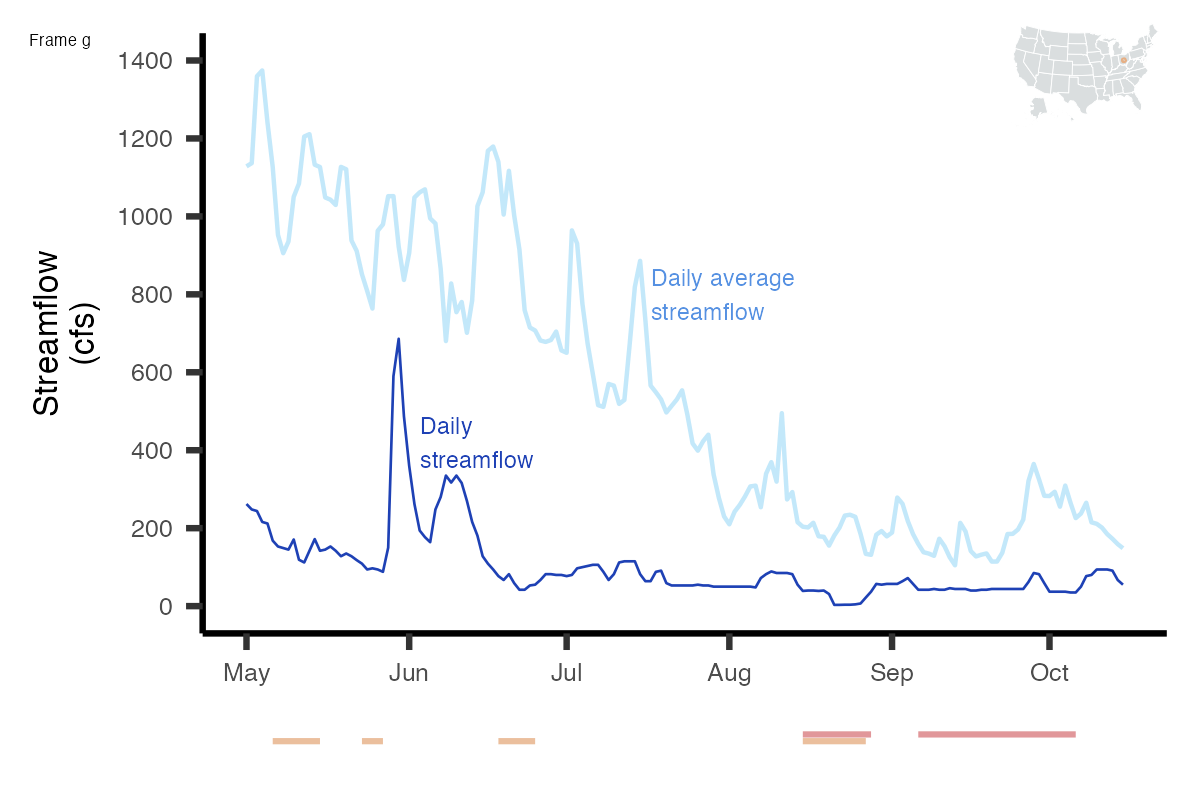 Frame g
1400
1200
1000
800
600
400
200
0
Streamflow
(cfs)
Daily average
streamflow
Daily
streamflow
May
Jun
Jul
Aug
Sep
Oct